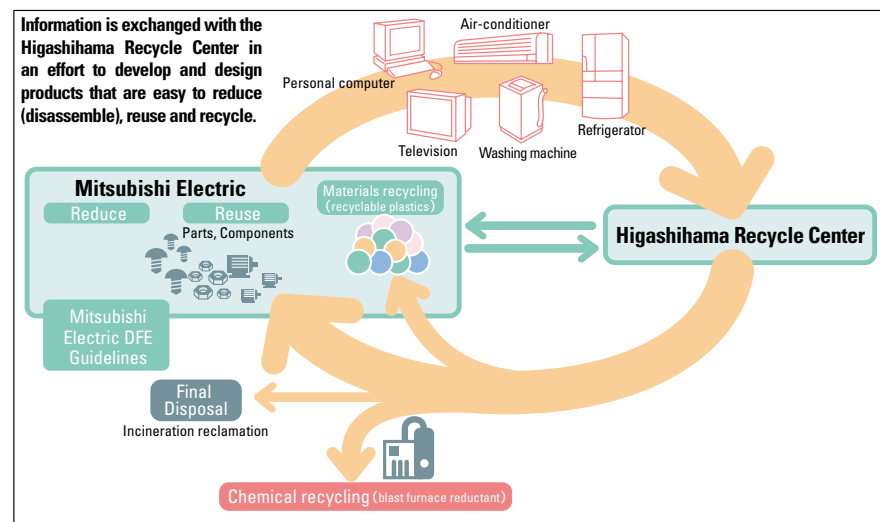 Information is exchanged with the
Higashihama Recycle Center in
an effort to develop and design
products that are easy to reduce
(disassemble), reuse and recycle.
Air-conditioner
Personal computer
Television
Washing machine
Refrigerator
Mitsubishi Electric
Reduce
Reuse
Parts, Components
Materials recycling
(recyclable plastics)
Higashihama Recycle Center
Mitsubishi
Electric DFE
Guidelines
Final
Disposal
Incineration reclamation
Chemical recycling (blast furnace reductant)